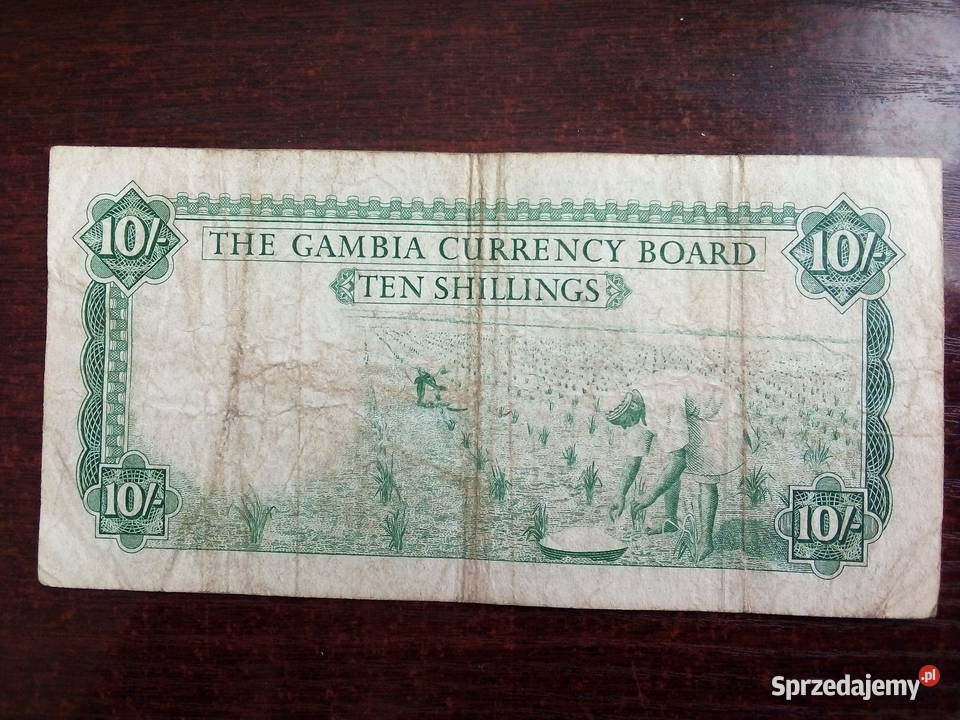 10/- 10/-
THE GAMBIA CURRENCY BOARD
TEN SHILLINGS
10/- 10/-
Sprzedajemy.pl